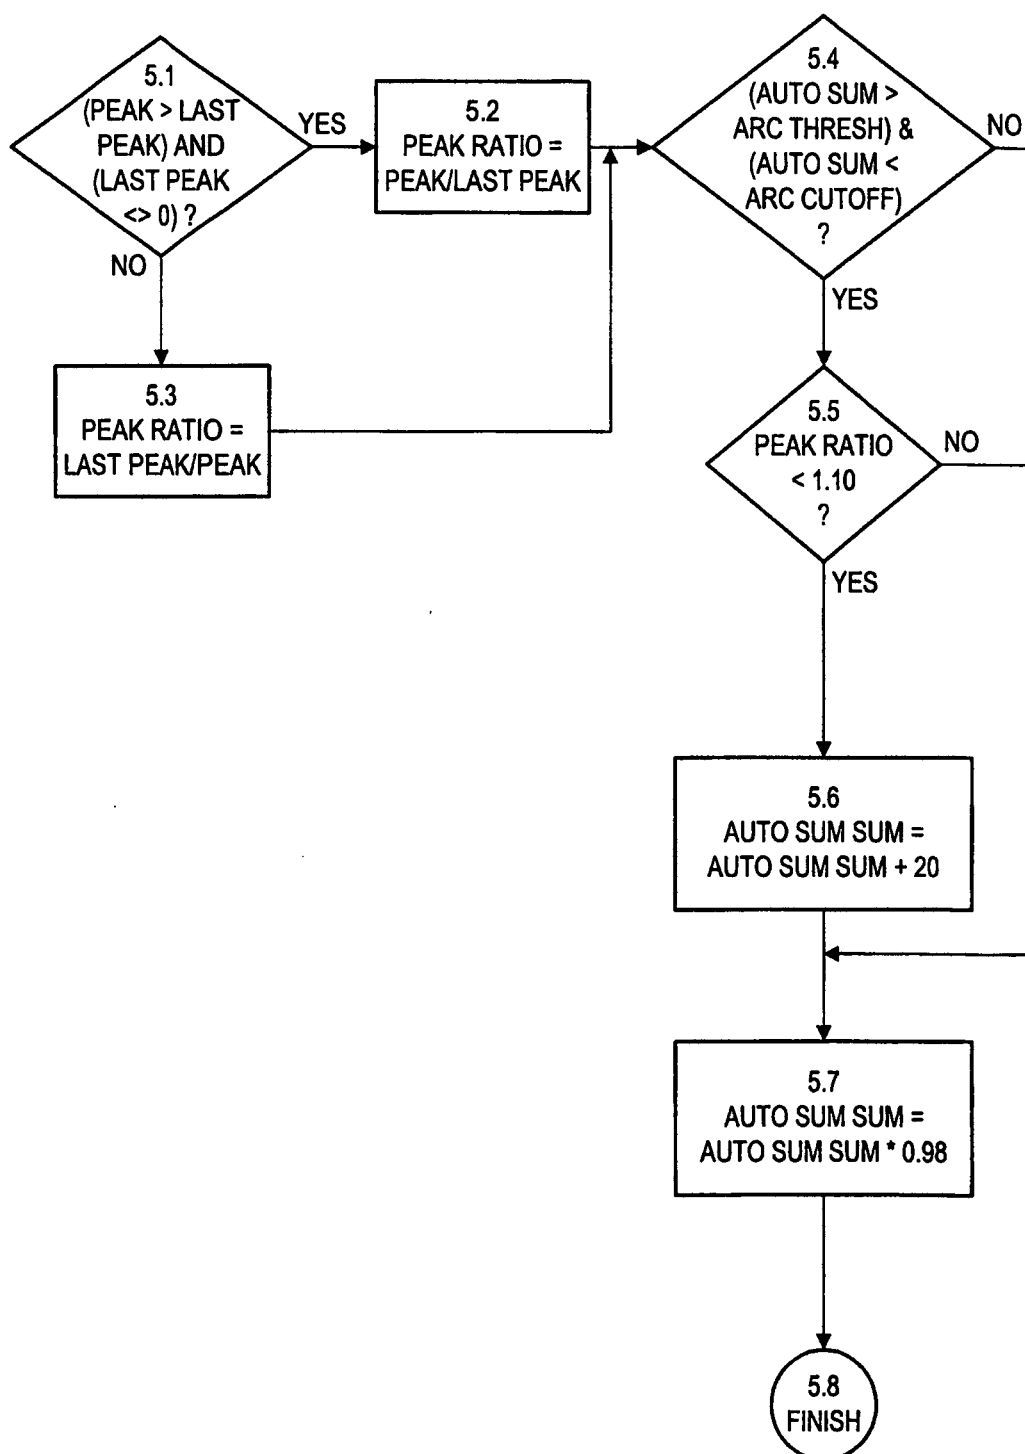 5.1
(PEAK > LAST
PEAK) AND
(LAST PEAK
<> 0) ?
YES
NO
5.2
PEAK RATIO =
PEAK/LAST PEAK
5.3
PEAK RATIO =
LAST PEAK/PEAK
5.4
(AUTO SUM >
ARC THRESH) &
(AUTO SUM <
ARC CUTOFF)
?
NO
YES
5.5
PEAK RATIO
< 1.10
?
NO
YES
5.6
AUTO SUM SUM =
AUTO SUM SUM + 20
5.7
AUTO SUM SUM =
AUTO SUM SUM * 0.98
5.8
FINISH